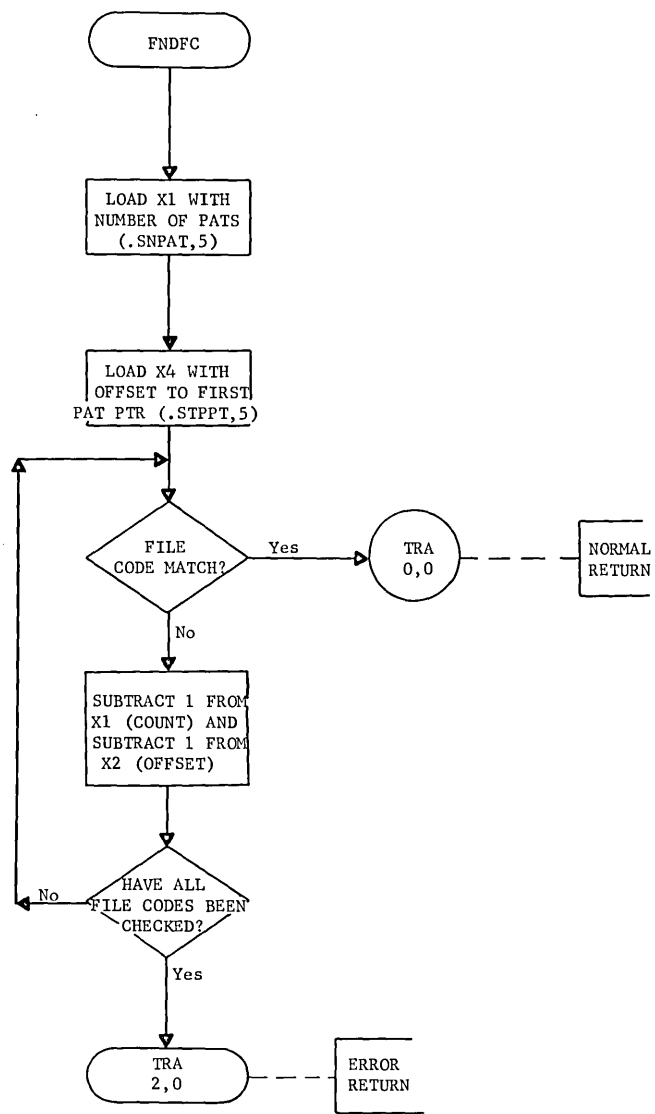 FNDFC
LOAD X1 WITH
NUMBER OF PATS
(.SNPAT,5)
LOAD X4 WITH
OFFSET TO FIRST
PAT PTR (.STPPT,5)
FILE
CODE MATCH?
Yes
TRA
0,0
NORMAL
RETURN
No
SUBTRACT 1 FROM
X1 (COUNT) AND
SUBTRACT 1 FROM
X2 (OFFSET)
HAVE ALL
FILE CODES BEEN
CHECKED?
No
Yes
TRA
2,0
ERROR
RETURN